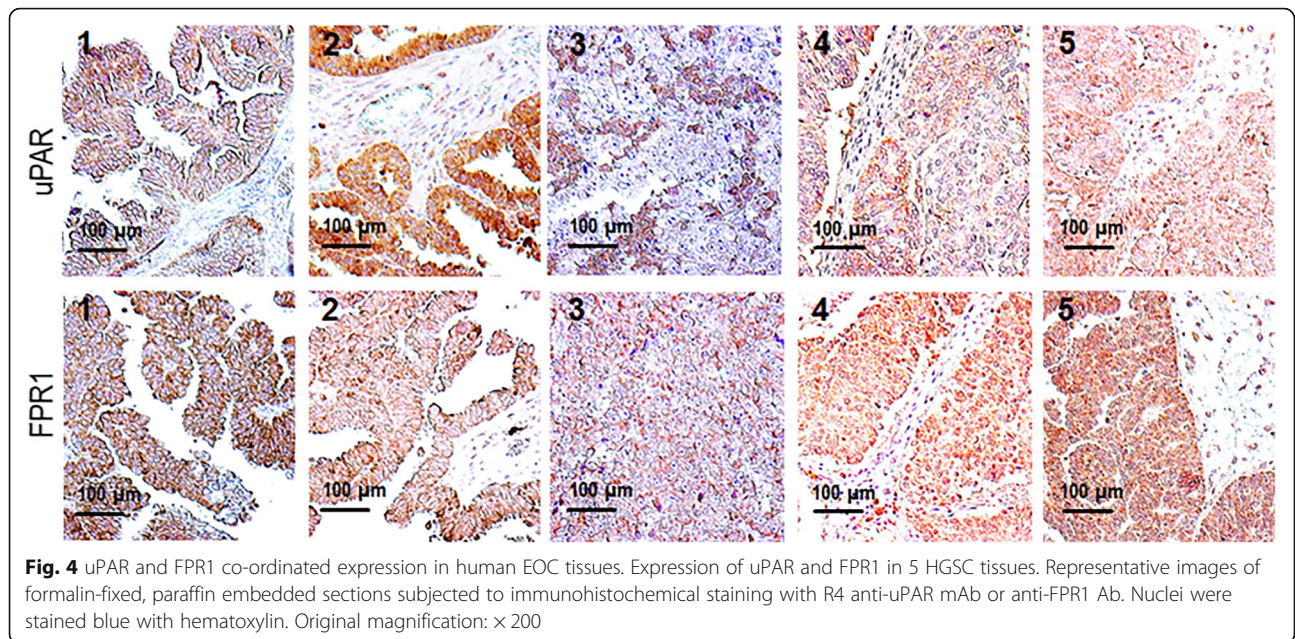 1 2 3 4 5
uPAR
100 µm 100 µm 100 µm 100 µm 100 µm
1 2 3 4 5
FPR1
100 µm 100 µm 100 µm 100 µm 100 µm
Fig. 4 uPAR and FPR1 co-ordinated expression in human EOC tissues. Expression of uPAR and FPR1 in 5 HGSC tissues. Representative images of
formalin-fixed, paraffin embedded sections subjected to immunohistochemical staining with R4 anti-uPAR mAb or anti-FPR1 Ab. Nuclei were
stained blue with hematoxylin. Original magnification: × 200